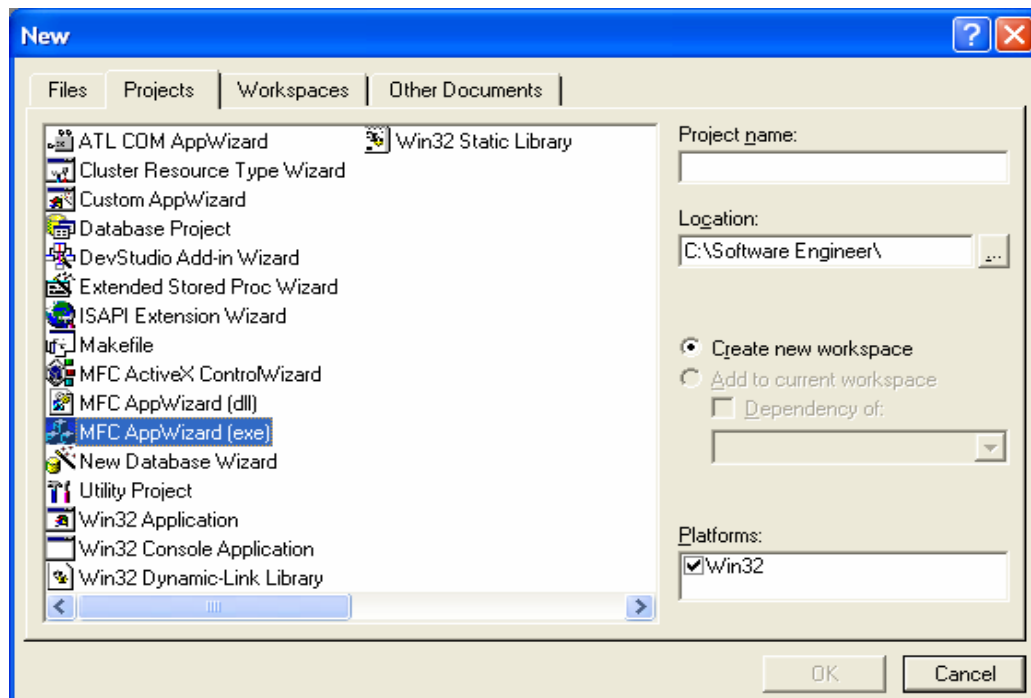 New
Files
Projects
Workspaces
Other Documents
ATL COM AppWizard
Cluster Resource Type Wizard
Custom AppWizard
Database Project
DevStudio Add-in Wizard
Extended Stored Proc Wizard
ISAPI Extension Wizard
Makefile
MFC ActiveX ControlWizard
MFC AppWizard (dll)
MFC AppWizard (exe)
New Database Wizard
Utility Project
Win32 Application
Win32 Console Application
Win32 Dynamic-Link Library
Win32 Static Library
Project name:
Location:
C:\Software Engineer\
...
Create new workspace
Add to current workspace
Dependency of:
Platforms:
Win32
OK
Cancel